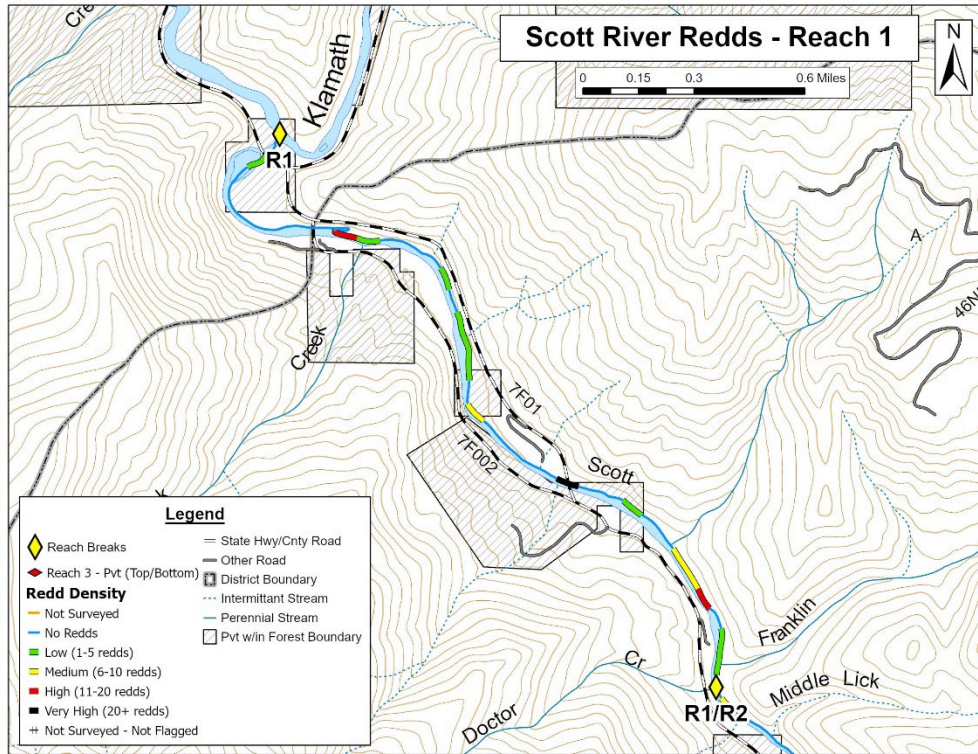 Cre
Scott River Redds - Reach 1
N
0 0.15 0.3 0.6 Miles
Klamath
R1
A
46N
Creek
7F01
7F002
Scott
k
Franklin
Cr
Doctor
Middle Lick
R1/R2
Legend
Reach Breaks
Reach 3 - Pvt (Top/Bottom)
Redd Density
Not Surveyed
No Redds
Low (1-5 redds)
Medium (6-10 redds)
High (11-20 redds)
Very High (20+ redds)
Not Surveyed - Not Flagged
State Hwy/Cnty Road
Other Road
District Boundary
Intermittant Stream
Perennial Stream
Pvt w/in Forest Boundary